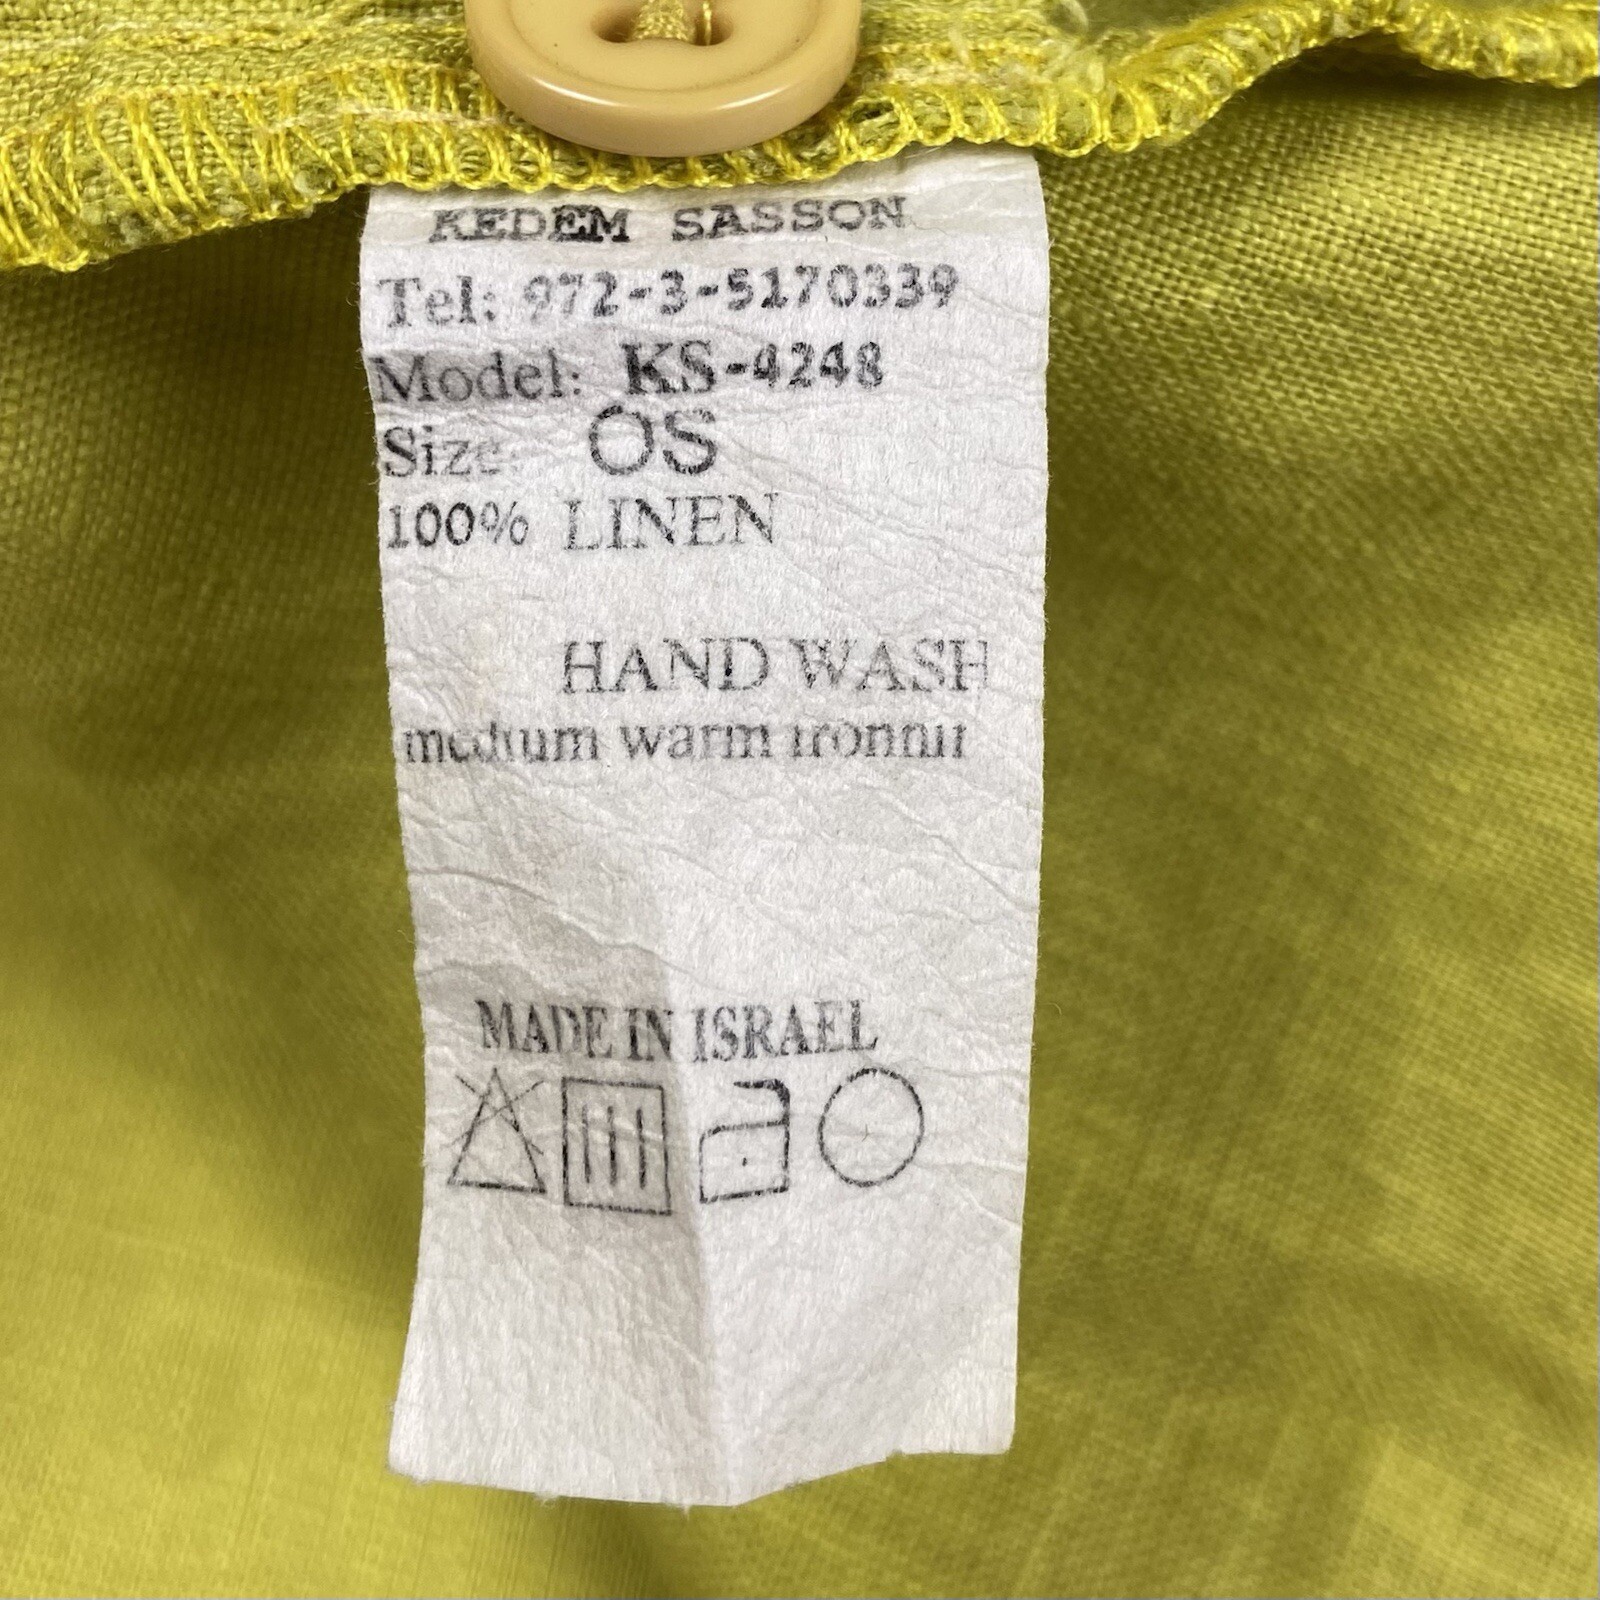 KEDEM SASSON
Tel: 972-3-5170339
Model: KS-4248
Size: OS
100% LINEN
HAND WASH
medium warm ironnin
MADE IN ISRAEL